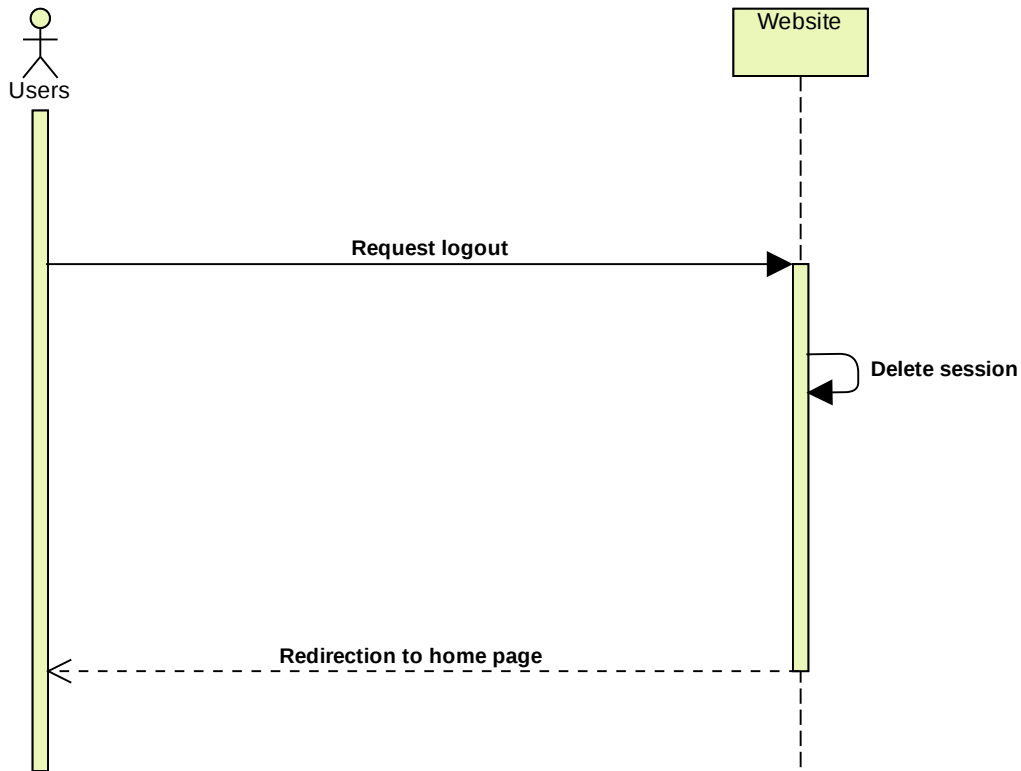 Website
Users
Request logout
Delete session
Redirection to home page